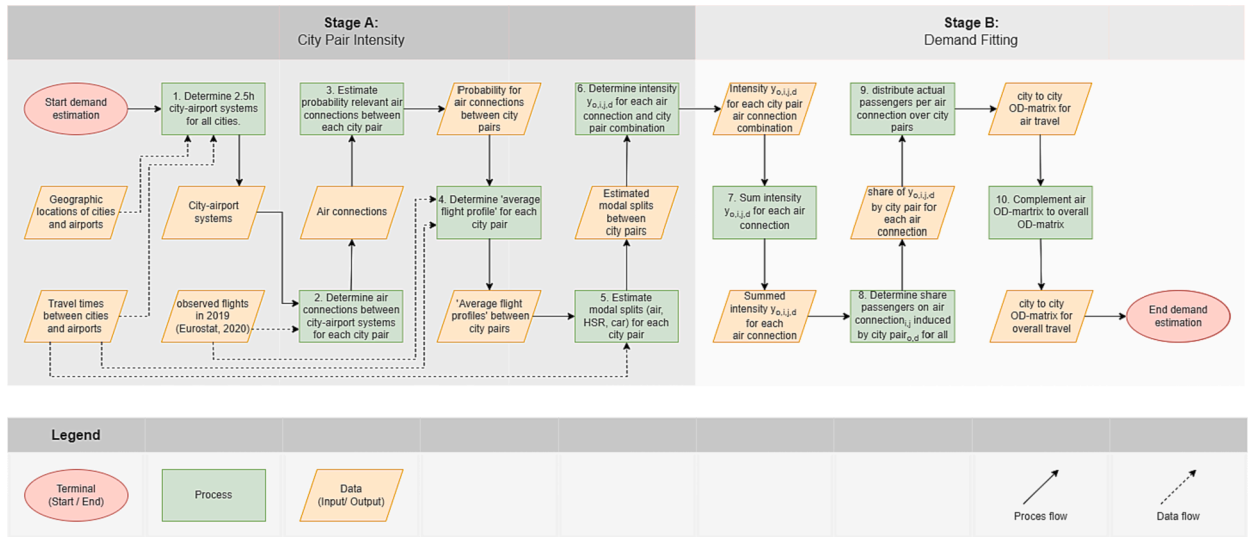 Stage A:
City Pair Intensity
Stage B:
Demand Fitting
Start demand
estimation
1. Determine 2.5h
city-airport systems
for all cities.
3. Estimate
probability relevant air
connections between
each city pair
Probability for
air connections
between city
pairs
6. Determine intensity
yo,i,j,d for each air
connection and city
pair combination
Intensity yo,i,j,d
for each city pair
air connection
combination
9. distribute actual
passengers per air
connection over city
pairs
city to city
OD-matrix for
air travel
Geographic
locations of cities
and airports
City-airport
systems
Air connections
4. Determine 'average
flight profile' for each
city pair
Estimated
modal splits
between
city pairs
7. Sum intensity
yo,i,j,d for each air
connection
share of yo,i,j,d
by city pair for
each air
connection
10. Complement air
OD-martrix to overall
OD-matrix
Travel times
between cities
and airports
observed flights
in 2019
(Eurostat, 2020)
2. Determine air
connections between
city-airport systems
for each city pair
'Average flight
profiles' between
city pairs
5. Estimate
modal splits (air,
HSR, car) for each
city pair
Summed
intensity yo,i,j,d
for each
air connection
8. Determine share
passengers on air
connection,i,j induced
by city pairo,d for all
city to city
OD-matrix for
overall travel
End demand
estimation
Legend
Terminal
(Start / End)
Process
Data
(Input/ Output)
Proces flow
Data flow